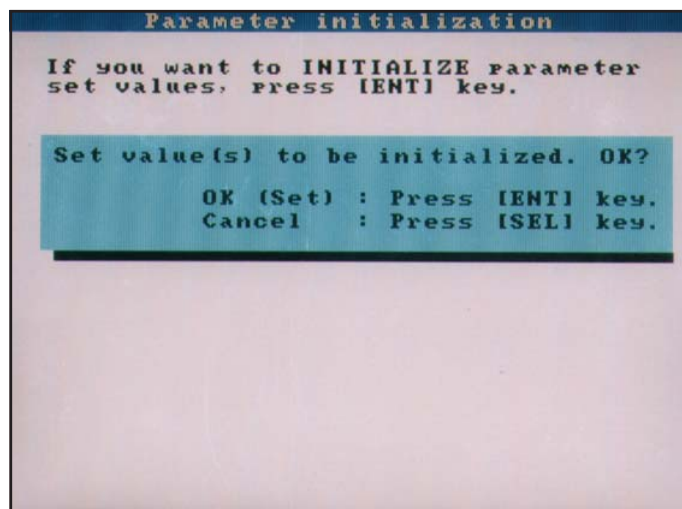 Parameter initialization
If you want to INITIALIZE parameter
set values, press [ENT] key.
Set value(s) to be initialized. OK?
OK (Set) : Press [ENT] key.
Cancel : Press [SEL] key.